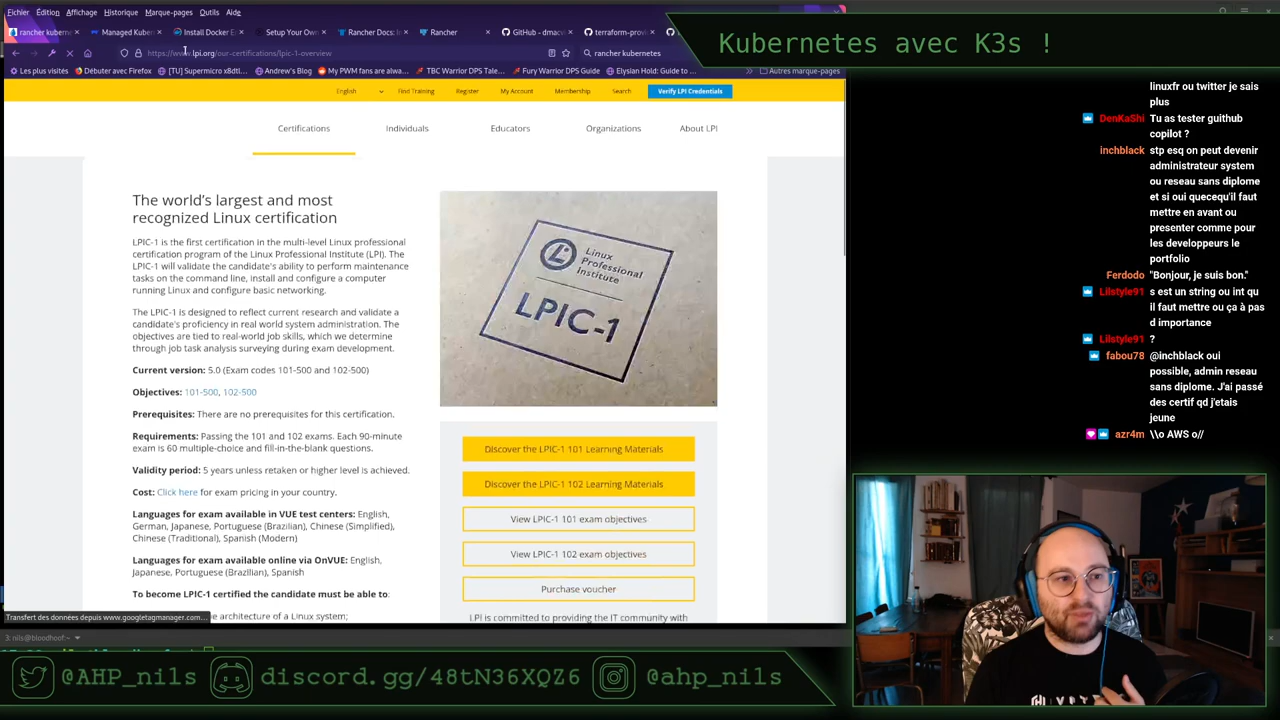 Fichier Édition Affichage Historique Marque-pages Outils Aide
Kubernetes avec K3s !
rancher kuberne
Managed Kuber
Install Docker E
Setup Your Own
Rancher Docs: In
Rancher
GitHub - dmacv
terraform-provi
https://www.lpi.org/our-certifications/lpic-1-overview
rancher kubernetes
Les plus visités
Débuter avec Firefox
[TU] Supermicro x8dtl...
Andrew's Blog
My PWM fans are alwa...
TBC Warrior DPS Tale...
Fury Warrior DPS Guide
Elysian Hold: Guide to ...
Autres marque-pages
English Find Training Register My Account Membership Search Verify LPI Credentials
Certifications Individuals Educators Organizations About LPI
The world's largest and most
recognized Linux certification
LPIC-1 is the first certification in the multi-level Linux professional
certification program of the Linux Professional Institute (LPI). The
LPIC-1 will validate the candidate's ability to perform maintenance
tasks on the command line, install and configure a computer
running Linux and configure basic networking.
The LPIC-1 is designed to reflect current research and validate a
candidate's proficiency in real world system administration. The
objectives are tied to real-world job skills, which we determine
through job task analysis surveying during exam development.
Current version: 5.0 (Exam codes 101-500 and 102-500)
Objectives: 101-500, 102-500
Prerequisites: There are no prerequisites for this certification.
Requirements: Passing the 101 and 102 exams. Each 90-minute
exam is 60 multiple-choice and fill-in-the-blank questions.
Validity period: 5 years unless retaken or higher level is achieved.
Cost: Click here for exam pricing in your country.
Languages for exam available in VUE test centers: English,
German, Japanese, Portuguese (Brazilian), Chinese (Simplified),
Chinese (Traditional), Spanish (Modern)
Languages for exam available online via OnVUE: English,
Japanese, Portuguese (Brazilian), Spanish
To become LPIC-1 certified the candidate must be able to:
e architecture of a Linux system;
Transfert des données depuis www.googletagmanager.com...
Linux
Professional
Institute
LPIC-1
Discover the LPIC-1 101 Learning Materials
Discover the LPIC-1 102 Learning Materials
View LPIC-1 101 exam objectives
View LPIC-1 102 exam objectives
Purchase voucher
LPI is committed to providing the IT community with
linuxfr ou twitter je sais
plus
DenKaShi Tu as tester guithub
copilot ?
inchblack stp esq on peut devenir
administrateur system
ou reseau sans diplome
et si oui quecequ'il faut
mettre en avant ou
presenter comme pour
les developpeurs le
portfolio
Ferdodo "Bonjour, je suis bon."
Lilstyle91 s est un string ou int qu
il faut mettre ou ça à pas
d importance
Lilstyle91 ?
fabou78 @inchblack oui
possible, admin reseau
sans diplome. J'ai passé
des certif qd j'etais
jeune
azr4m \\o AWS o//
3: nils@bloodhoof:~
@AHP_nils discord.gg/48tN36XQZ6 @ahp_nils